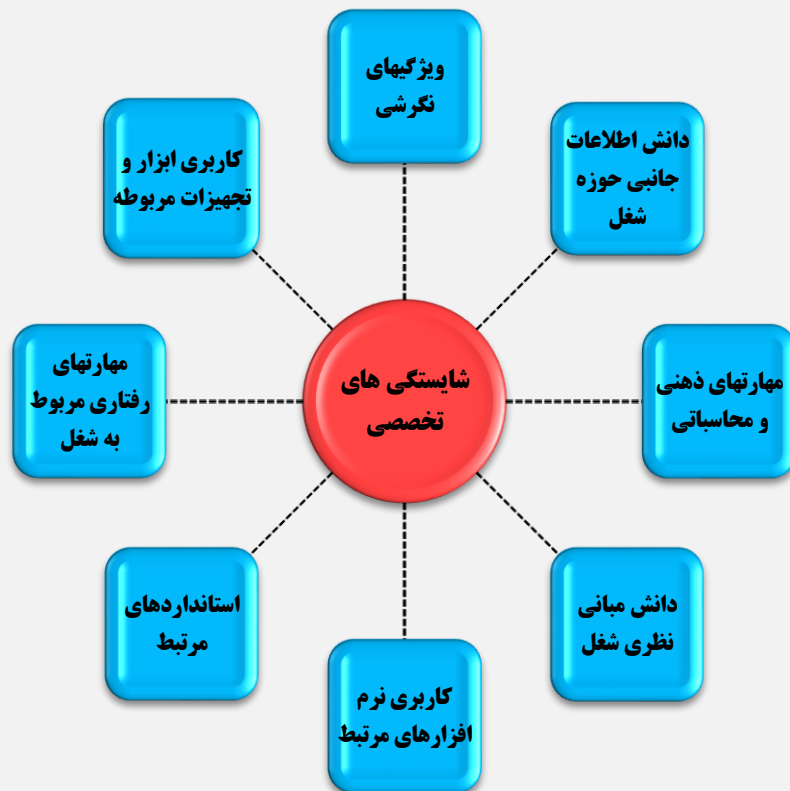 ویژگیهای
نگرشی
دانش اطلاعات
جانبی حوزه
شغل
مهارتهای ذهنی
و محاسباتی
دانش مبانی
نظری شغل
کاربری نرم
افزارهای مرتبط
استانداردهای
مرتبط
مهارتهای
رفتاری مربوط
به شغل
کاربری ابزار و
تجهیزات مربوطه
شایستگی های
تخصصی